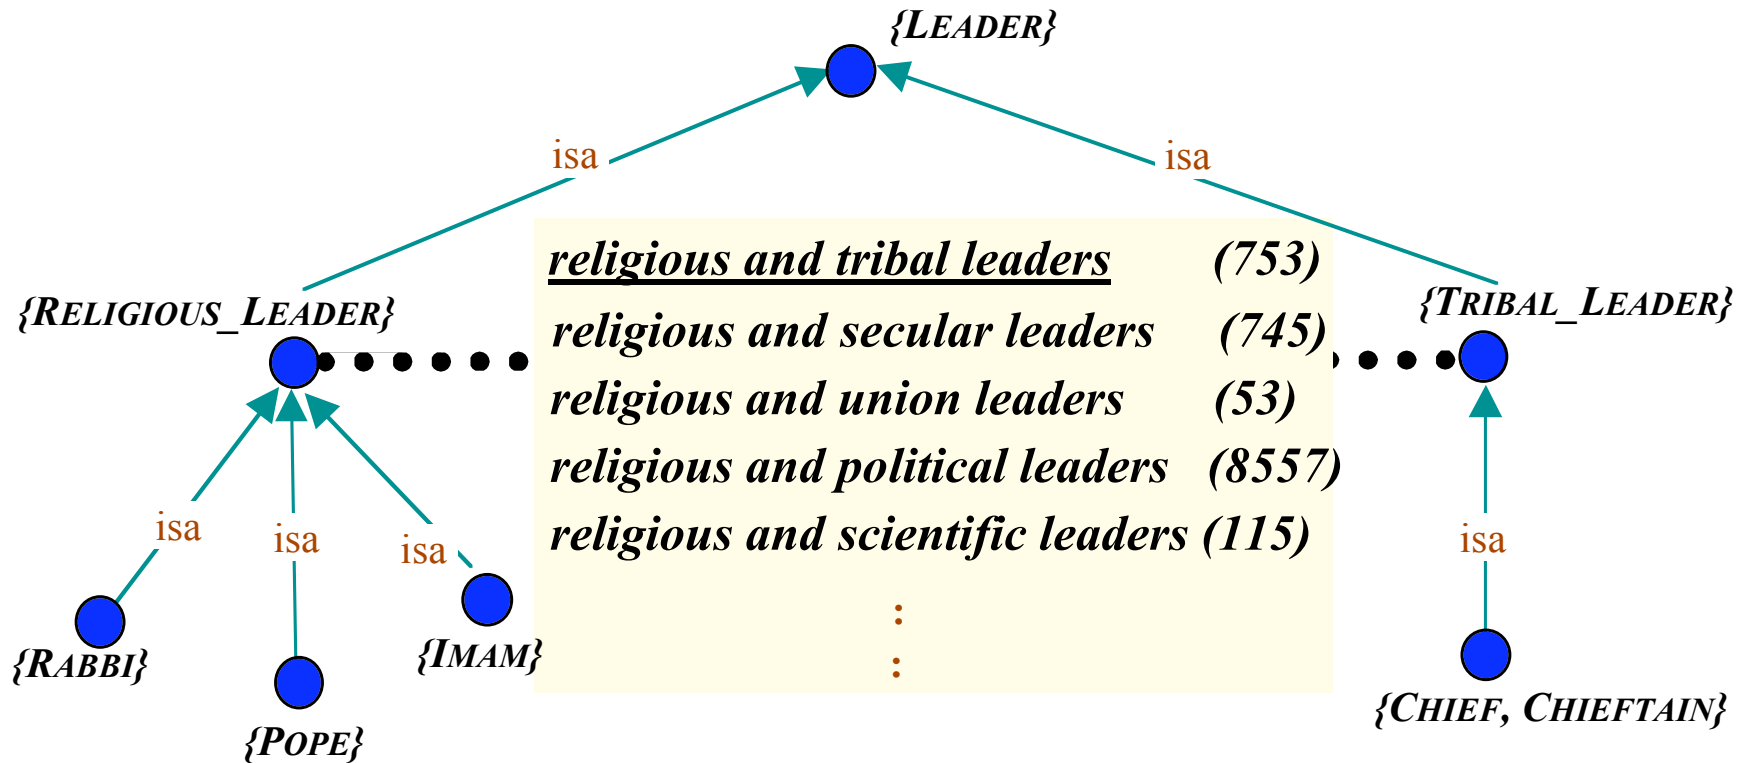 {LEADER}
isa
isa
religious and tribal leaders (753)
{RELIGIOUS_LEADER}
{TRIBAL_LEADER}
religious and secular leaders (745)
religious and union leaders (53)
religious and political leaders (8557)
religious and scientific leaders (115)
isa
isa
isa
isa
:
:
{RABBI}
{IMAM}
{POPE}
{CHIEF, CHIEFTAIN}